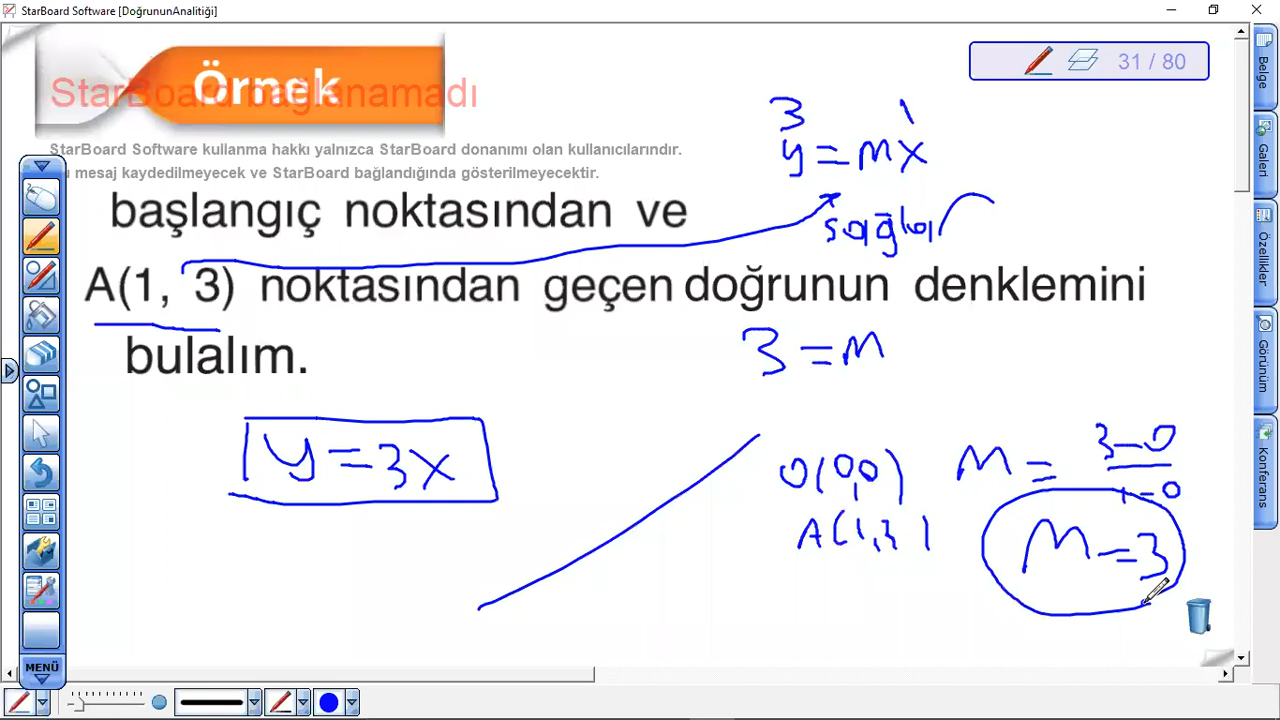 StarBoard Software [DoğrununAnalitiği]
Örnek
StarBoard bağlanamadı
31 / 80
StarBoard Software kullanma hakkı yalnızca StarBoard donanımı olan kullanıcılarındır.
mesaj kaydedilmeyecek ve StarBoard bağlandığında gösterilmeyecektir.
3 1
y = mx
sağlar
başlangıç noktasından ve
A(1, 3) noktasından geçen doğrunun denklemini
bulalım.
3 = m
y = 3x
O(0,0)
A(1,3)
m = 3-0
1-0
m = 3
MENÜ
Belge
Galeri
Özellikler
Görünüm
Konferans